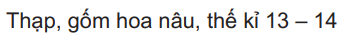 Thạp, gốm hoa nâu, thế kỉ 13 – 14